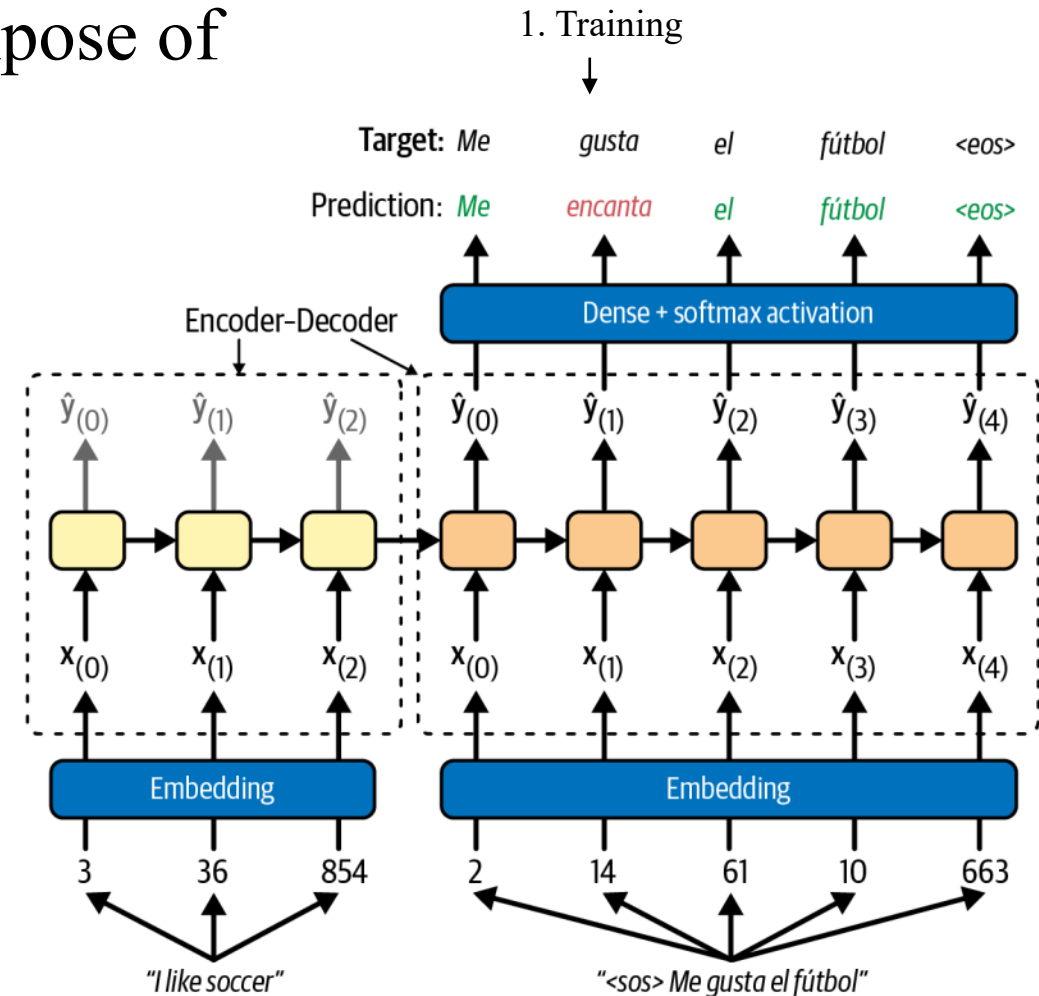 pose of
1. Training
Target: Me gusta el fútbol <eos>
Prediction: Me encanta el fútbol <eos>
Dense + softmax activation
Encoder–Decoder
ŷ(0) ŷ(1) ŷ(2) ŷ(0) ŷ(1) ŷ(2) ŷ(3) ŷ(4)
x(0) x(1) x(2) x(0) x(1) x(2) x(3) x(4)
Embedding Embedding
3 36 854 2 14 61 10 663
“I like soccer” “<sos> Me gusta el fútbol”